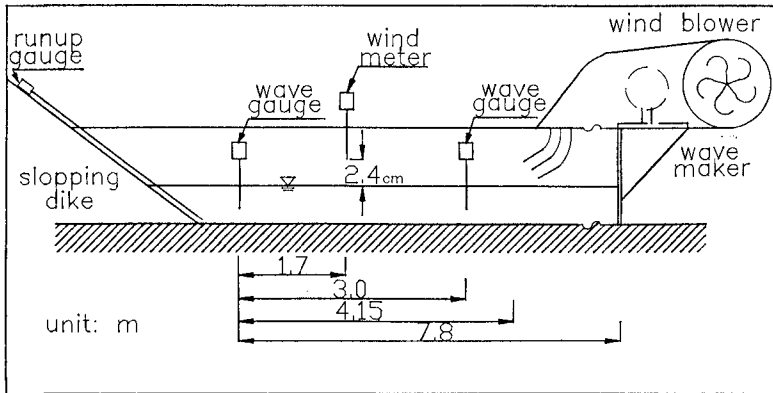 runup
gauge
wind
meter
wind blower
wave
gauge
wave
gauge
2.4cm
wave
maker
slopping
dike
1.7
3.0
4.15
7.8
unit: m